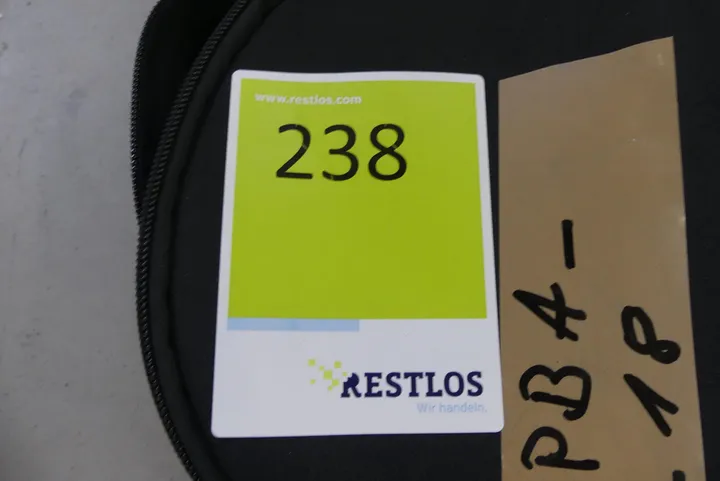 www.restlos.com
238
RESTLOS
Wir handeln.
PBA-
-18